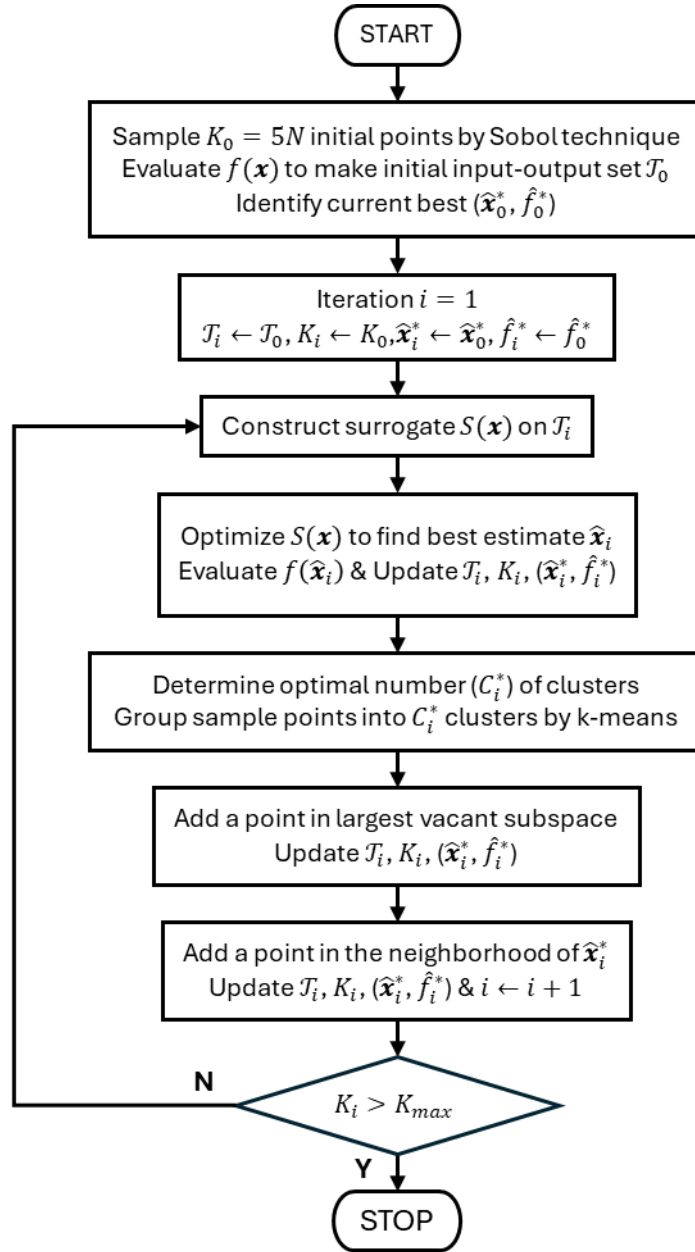 START
Sample K₀ = 5N initial points by Sobol technique
Evaluate f(𝒙) to make initial input-output set 𝒯₀
Identify current best (𝒙̂₀*, f̂₀*)
Iteration i = 1
𝒯ᵢ ← 𝒯₀, Kᵢ ← K₀, 𝒙̂ᵢ* ← 𝒙̂₀*, f̂ᵢ* ← f̂₀*
Construct surrogate S(𝒙) on 𝒯ᵢ
Optimize S(𝒙) to find best estimate 𝒙̂ᵢ
Evaluate f(𝒙̂ᵢ) & Update 𝒯ᵢ, Kᵢ, (𝒙̂ᵢ*, f̂ᵢ*)
Determine optimal number (Cᵢ*) of clusters
Group sample points into Cᵢ* clusters by k-means
Add a point in largest vacant subspace
Update 𝒯ᵢ, Kᵢ, (𝒙̂ᵢ*, f̂ᵢ*)
Add a point in the neighborhood of 𝒙̂ᵢ*
Update 𝒯ᵢ, Kᵢ, (𝒙̂ᵢ*, f̂ᵢ*) & i ← i + 1
N
Kᵢ > Kₘₐₓ
Y
STOP